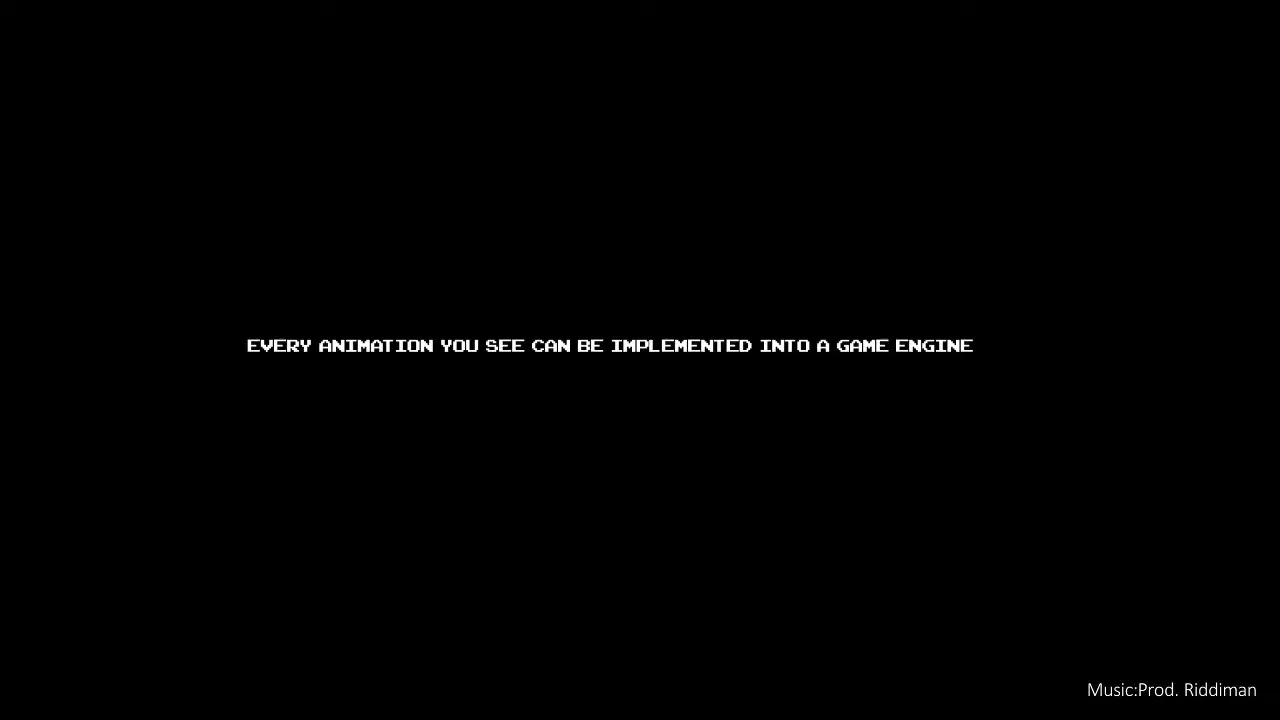 EVERY ANIMATION YOU SEE CAN BE IMPLEMENTED INTO A GAME ENGINE
Music:Prod. Riddiman